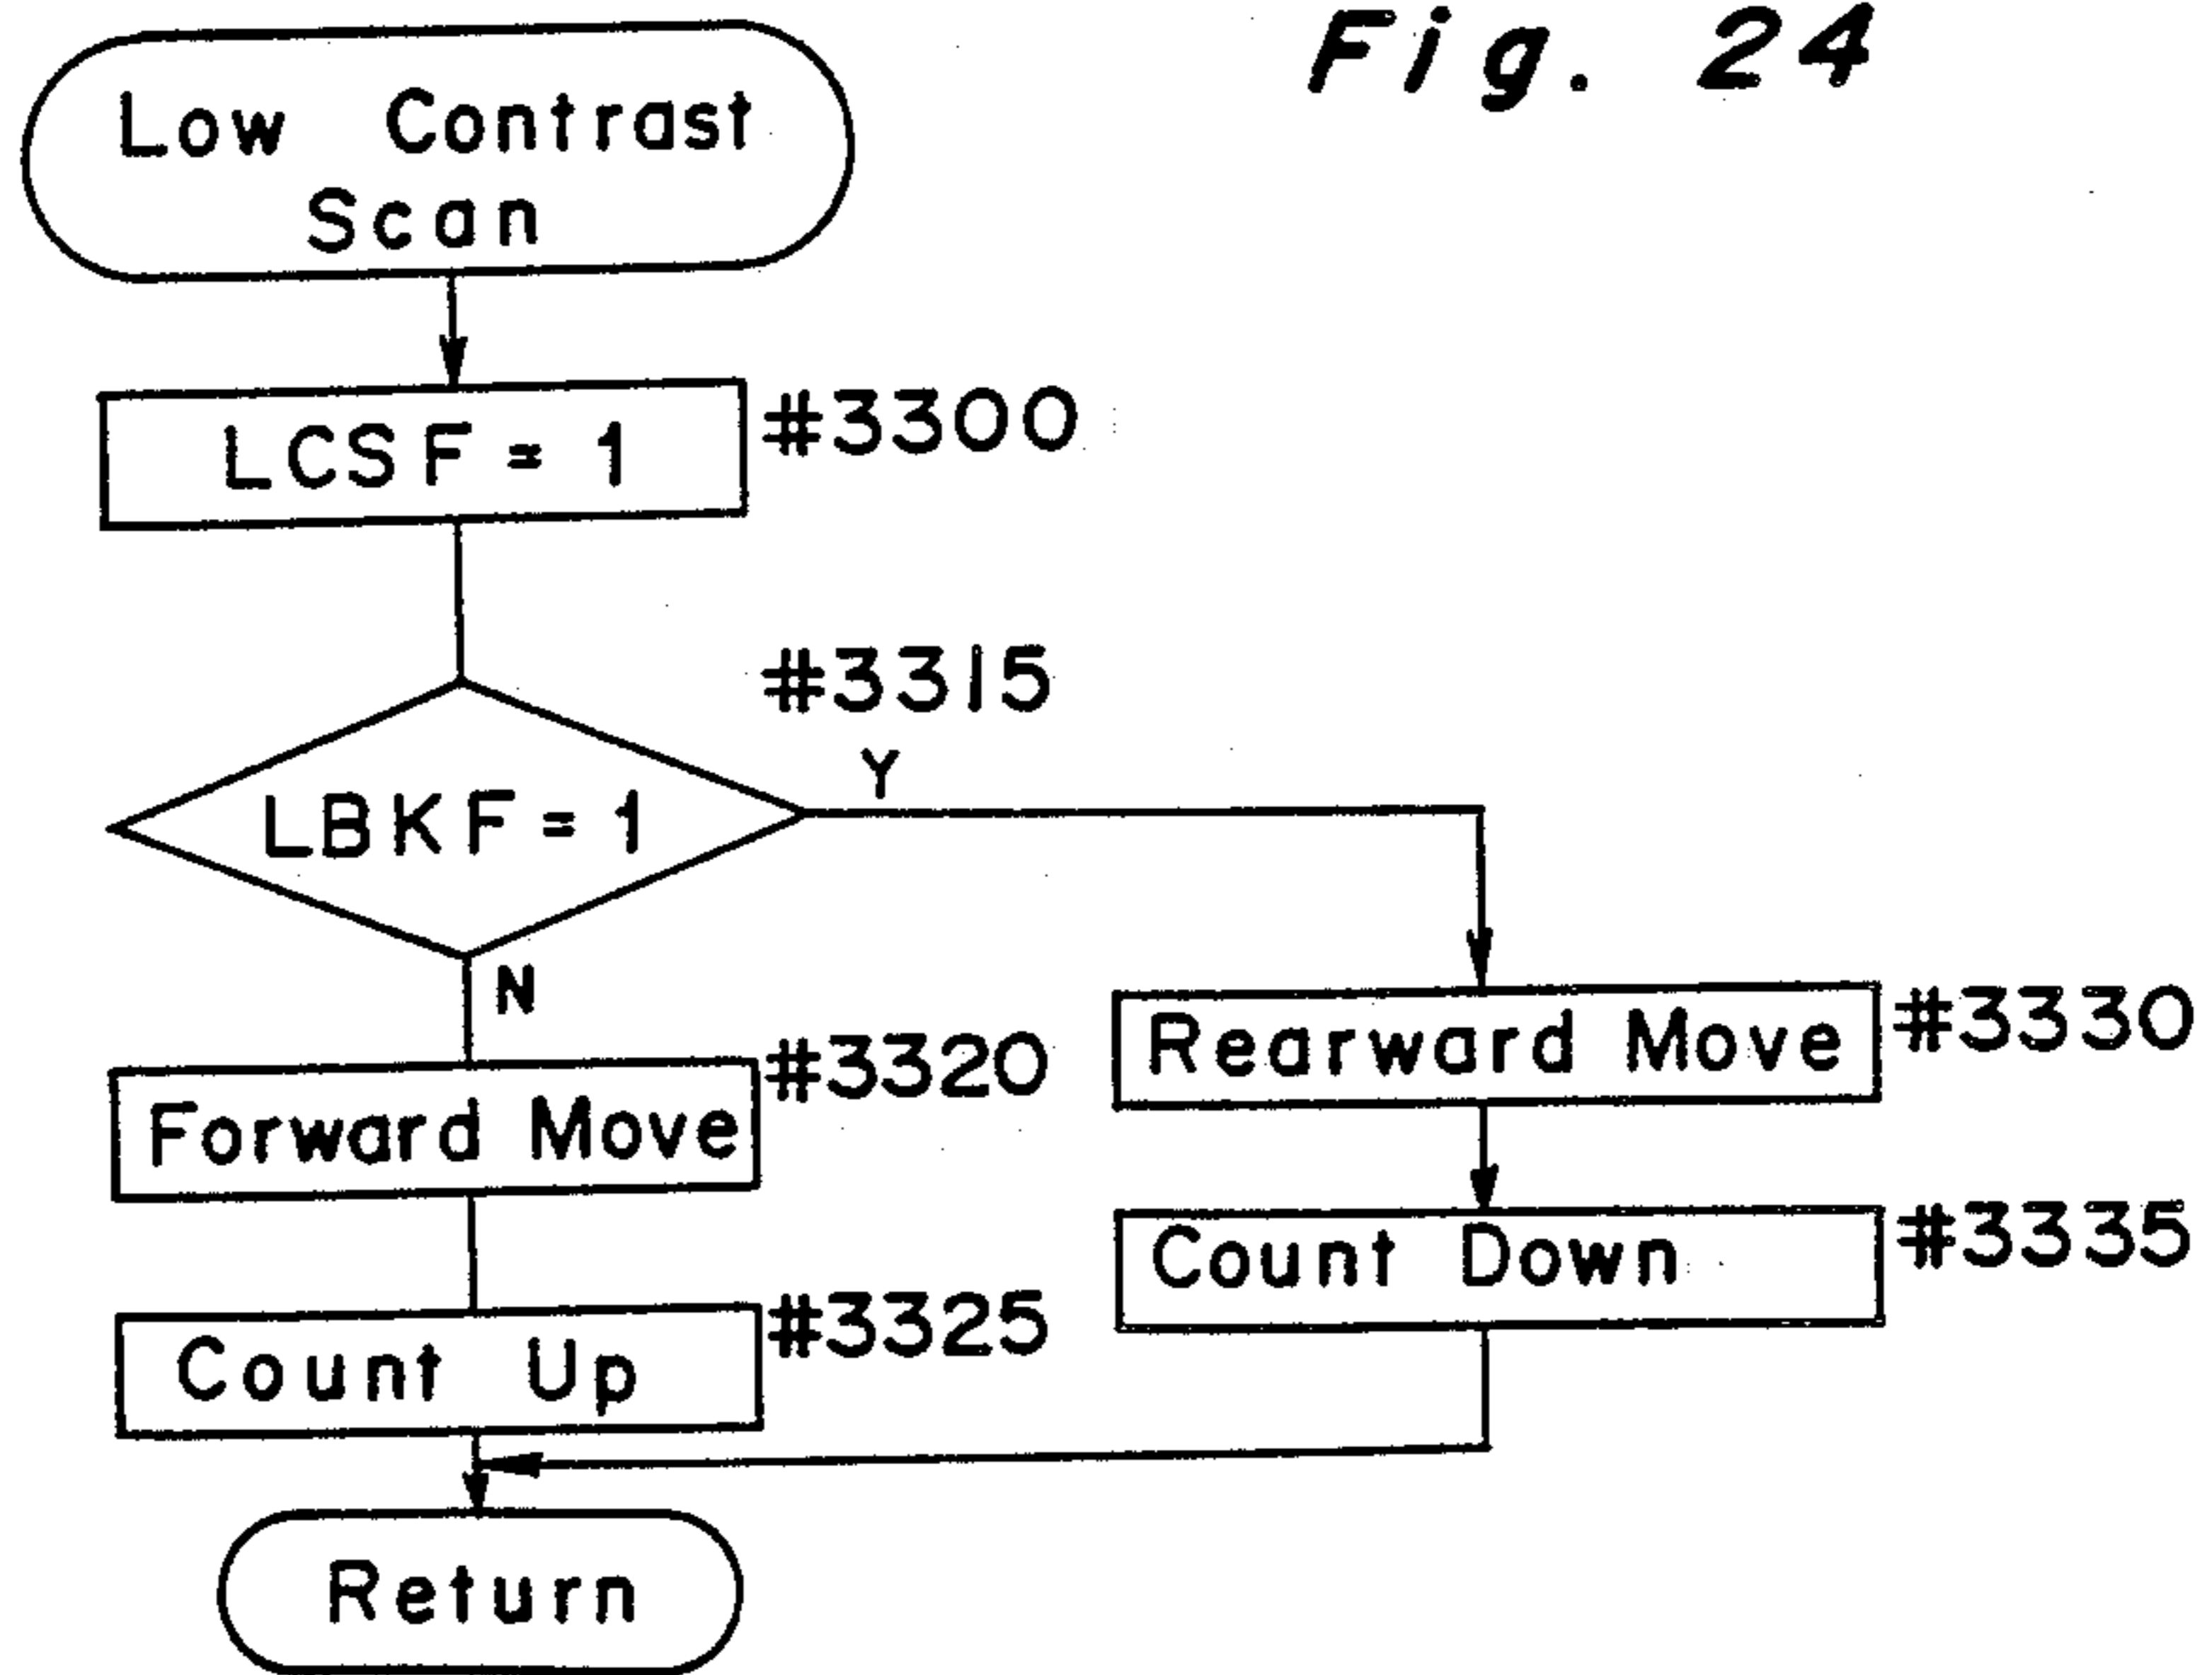 Fig. 24
Low Contrast
Scan
LCSF = 1
#3300
#3315
LBKF = 1
Y
N
Forward Move
#3320
Count Up
#3325
Rearward Move
#3330
Count Down
#3335
Return